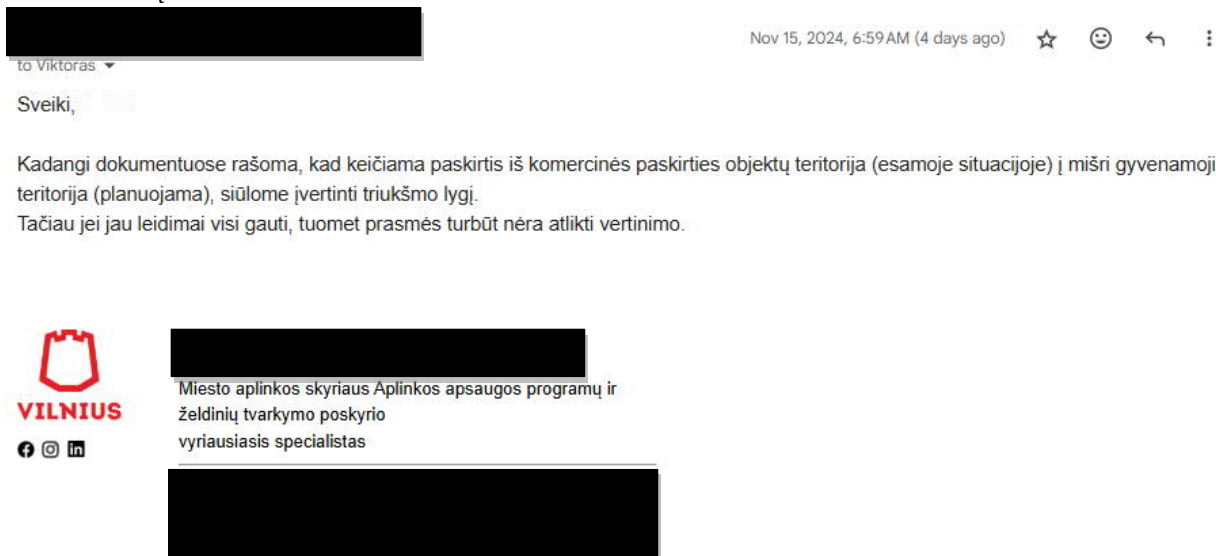 Nov 15, 2024, 6:59 AM (4 days ago)
to Viktoras
Sveiki,
Kadangi dokumentuose rašoma, kad keičiama paskirtis iš komercinės paskirties objektų teritorija (esamoje situacijoje) į mišri gyvenamoji
teritorija (planuojama), siūlome įvertinti triukšmo lygį.
Tačiau jei jau leidimai visi gauti, tuomet prasmės turbūt nėra atlikti vertinimo.
VILNIUS
Miesto aplinkos skyriaus Aplinkos apsaugos programų ir
želdinių tvarkymo poskyrio
vyriausiasis specialistas